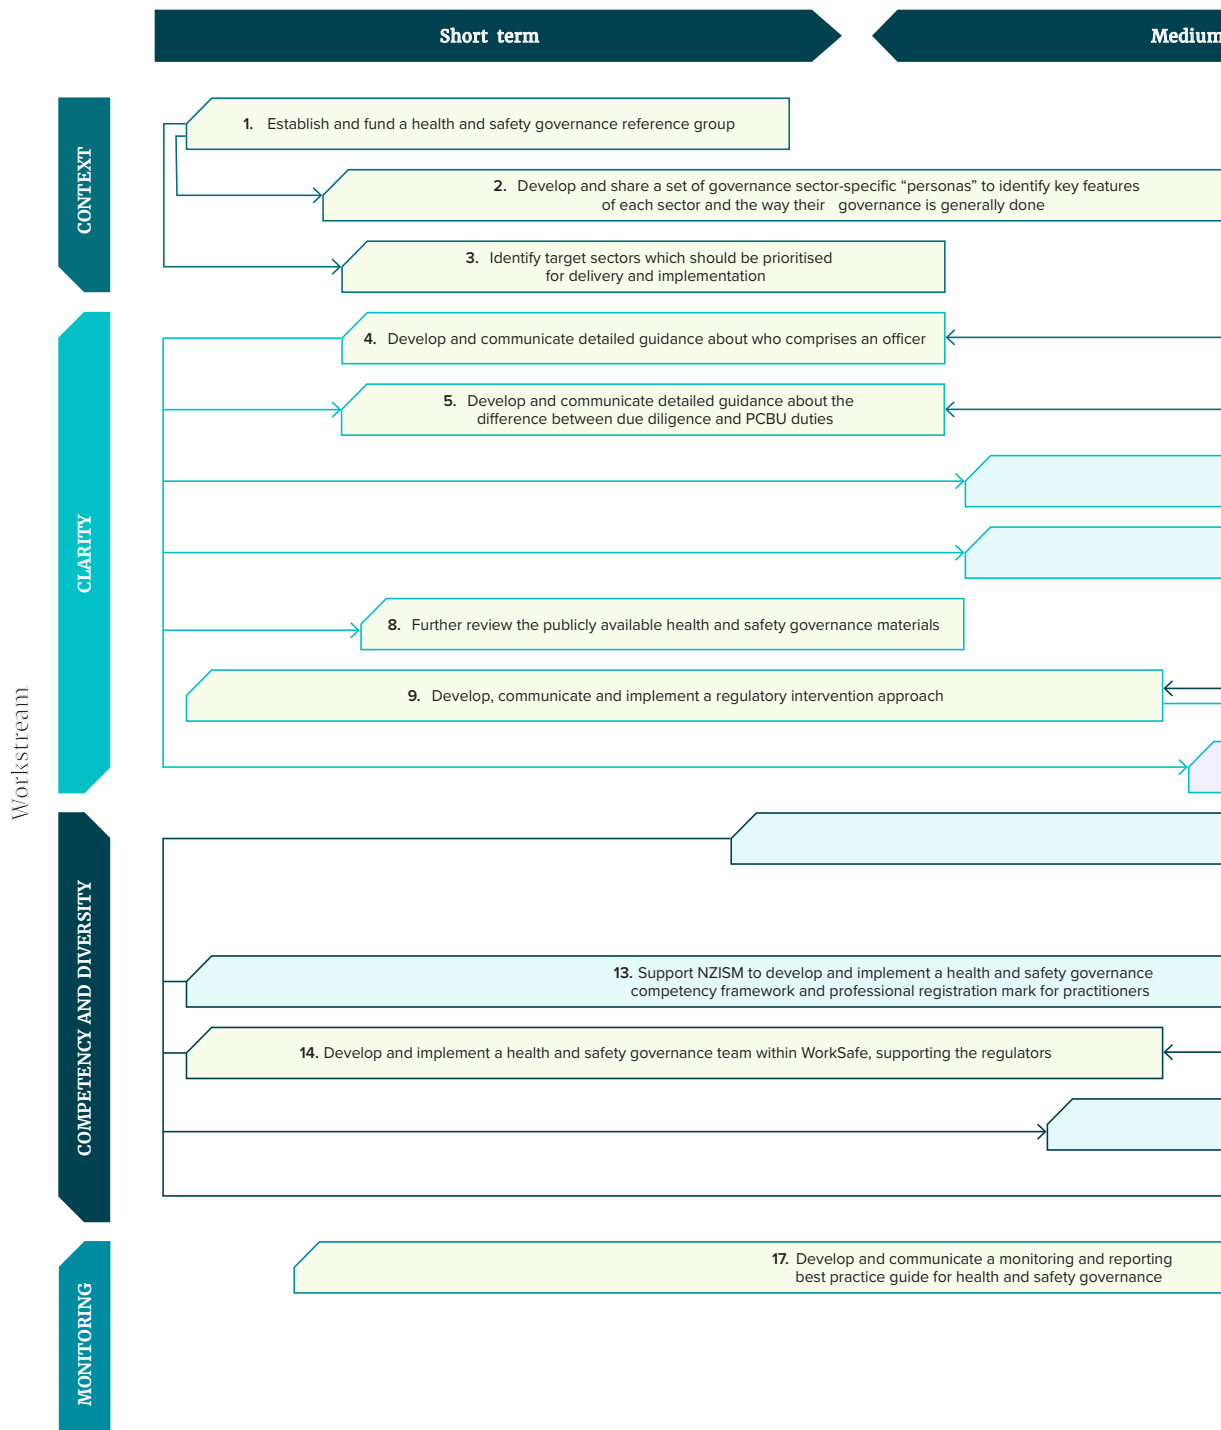 Short term
Medium
CONTEXT
1. Establish and fund a health and safety governance reference group
2. Develop and share a set of governance sector-specific “personas” to identify key features
of each sector and the way their governance is generally done
3. Identify target sectors which should be prioritised
for delivery and implementation
Workstream
CLARITY
4. Develop and communicate detailed guidance about who comprises an officer
5. Develop and communicate detailed guidance about the
difference between due diligence and PCBU duties
8. Further review the publicly available health and safety governance materials
9. Develop, communicate and implement a regulatory intervention approach
COMPETENCY AND DIVERSITY
13. Support NZISM to develop and implement a health and safety governance
competency framework and professional registration mark for practitioners
14. Develop and implement a health and safety governance team within WorkSafe, supporting the regulators
MONITORING
17. Develop and communicate a monitoring and reporting
best practice guide for health and safety governance